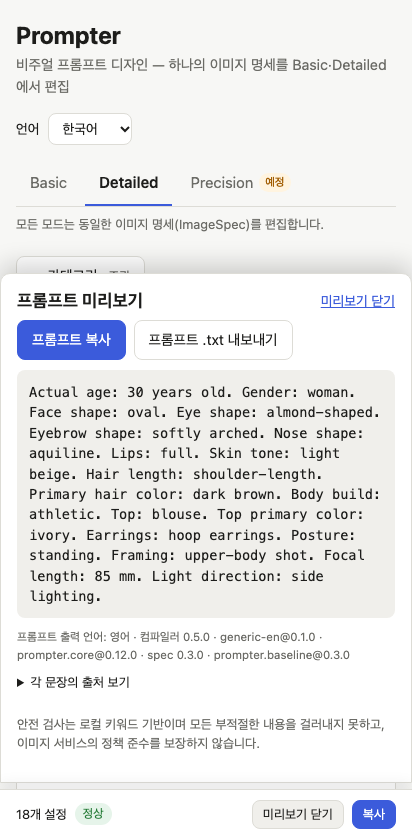 Prompter
비주얼 프롬프트 디자인 — 하나의 이미지 명세를 Basic·Detailed
에서 편집
언어 한국어
Basic Detailed Precision 예정
모든 모드는 동일한 이미지 명세(ImageSpec)를 편집합니다.
프롬프트 미리보기 미리보기 닫기
프롬프트 복사 프롬프트 .txt 내보내기
Actual age: 30 years old. Gender: woman.
Face shape: oval. Eye shape: almond-shaped.
Eyebrow shape: softly arched. Nose shape:
aquiline. Lips: full. Skin tone: light
beige. Hair length: shoulder-length.
Primary hair color: dark brown. Body build:
athletic. Top: blouse. Top primary color:
ivory. Earrings: hoop earrings. Posture:
standing. Framing: upper-body shot. Focal
length: 85 mm. Light direction: side
lighting.
프롬프트 출력 언어: 영어 · 컴파일러 0.5.0 · generic-en@0.1.0 ·
prompter.core@0.12.0 · spec 0.3.0 · prompter.baseline@0.3.0
▶ 각 문장의 출처 보기
안전 검사는 로컬 키워드 기반이며 모든 부적절한 내용을 걸러내지 못하고,
이미지 서비스의 정책 준수를 보장하지 않습니다.
18개 설정 정상 미리보기 닫기 복사